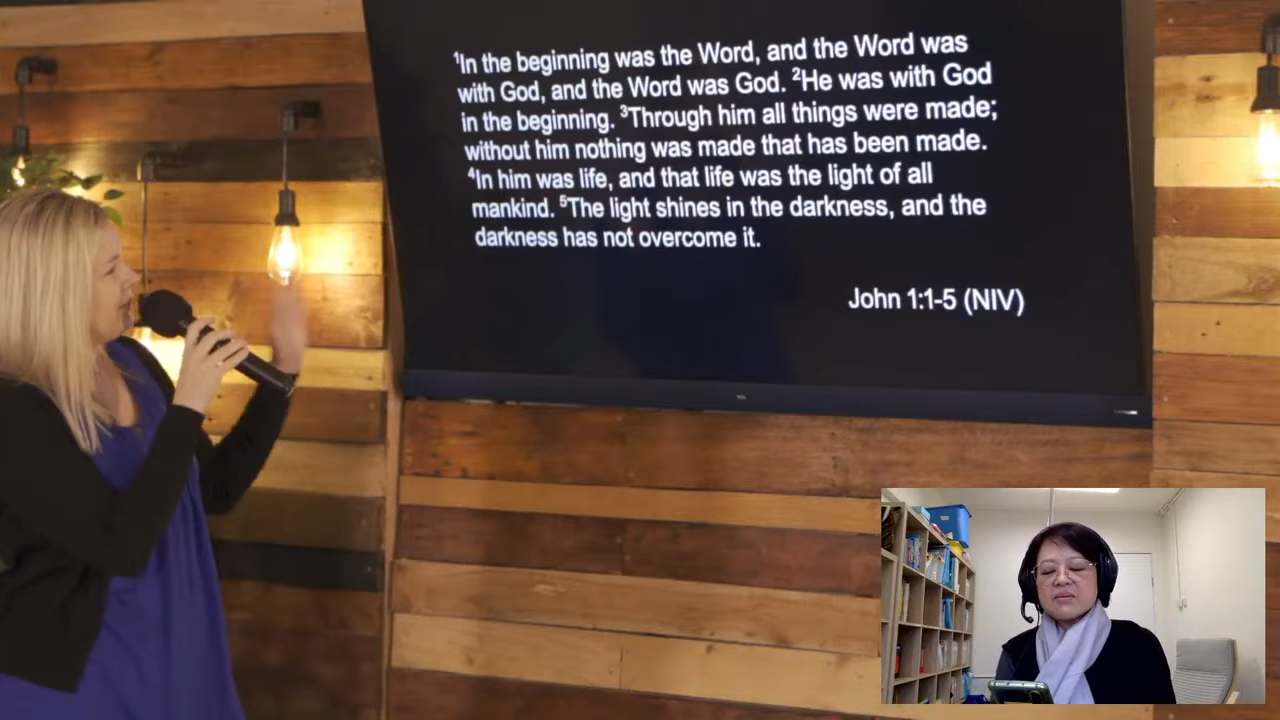 ¹In the beginning was the Word, and the Word was
with God, and the Word was God. ²He was with God
in the beginning. ³Through him all things were made;
without him nothing was made that has been made.
⁴In him was life, and that life was the light of all
mankind. ⁵The light shines in the darkness, and the
darkness has not overcome it.
John 1:1-5 (NIV)